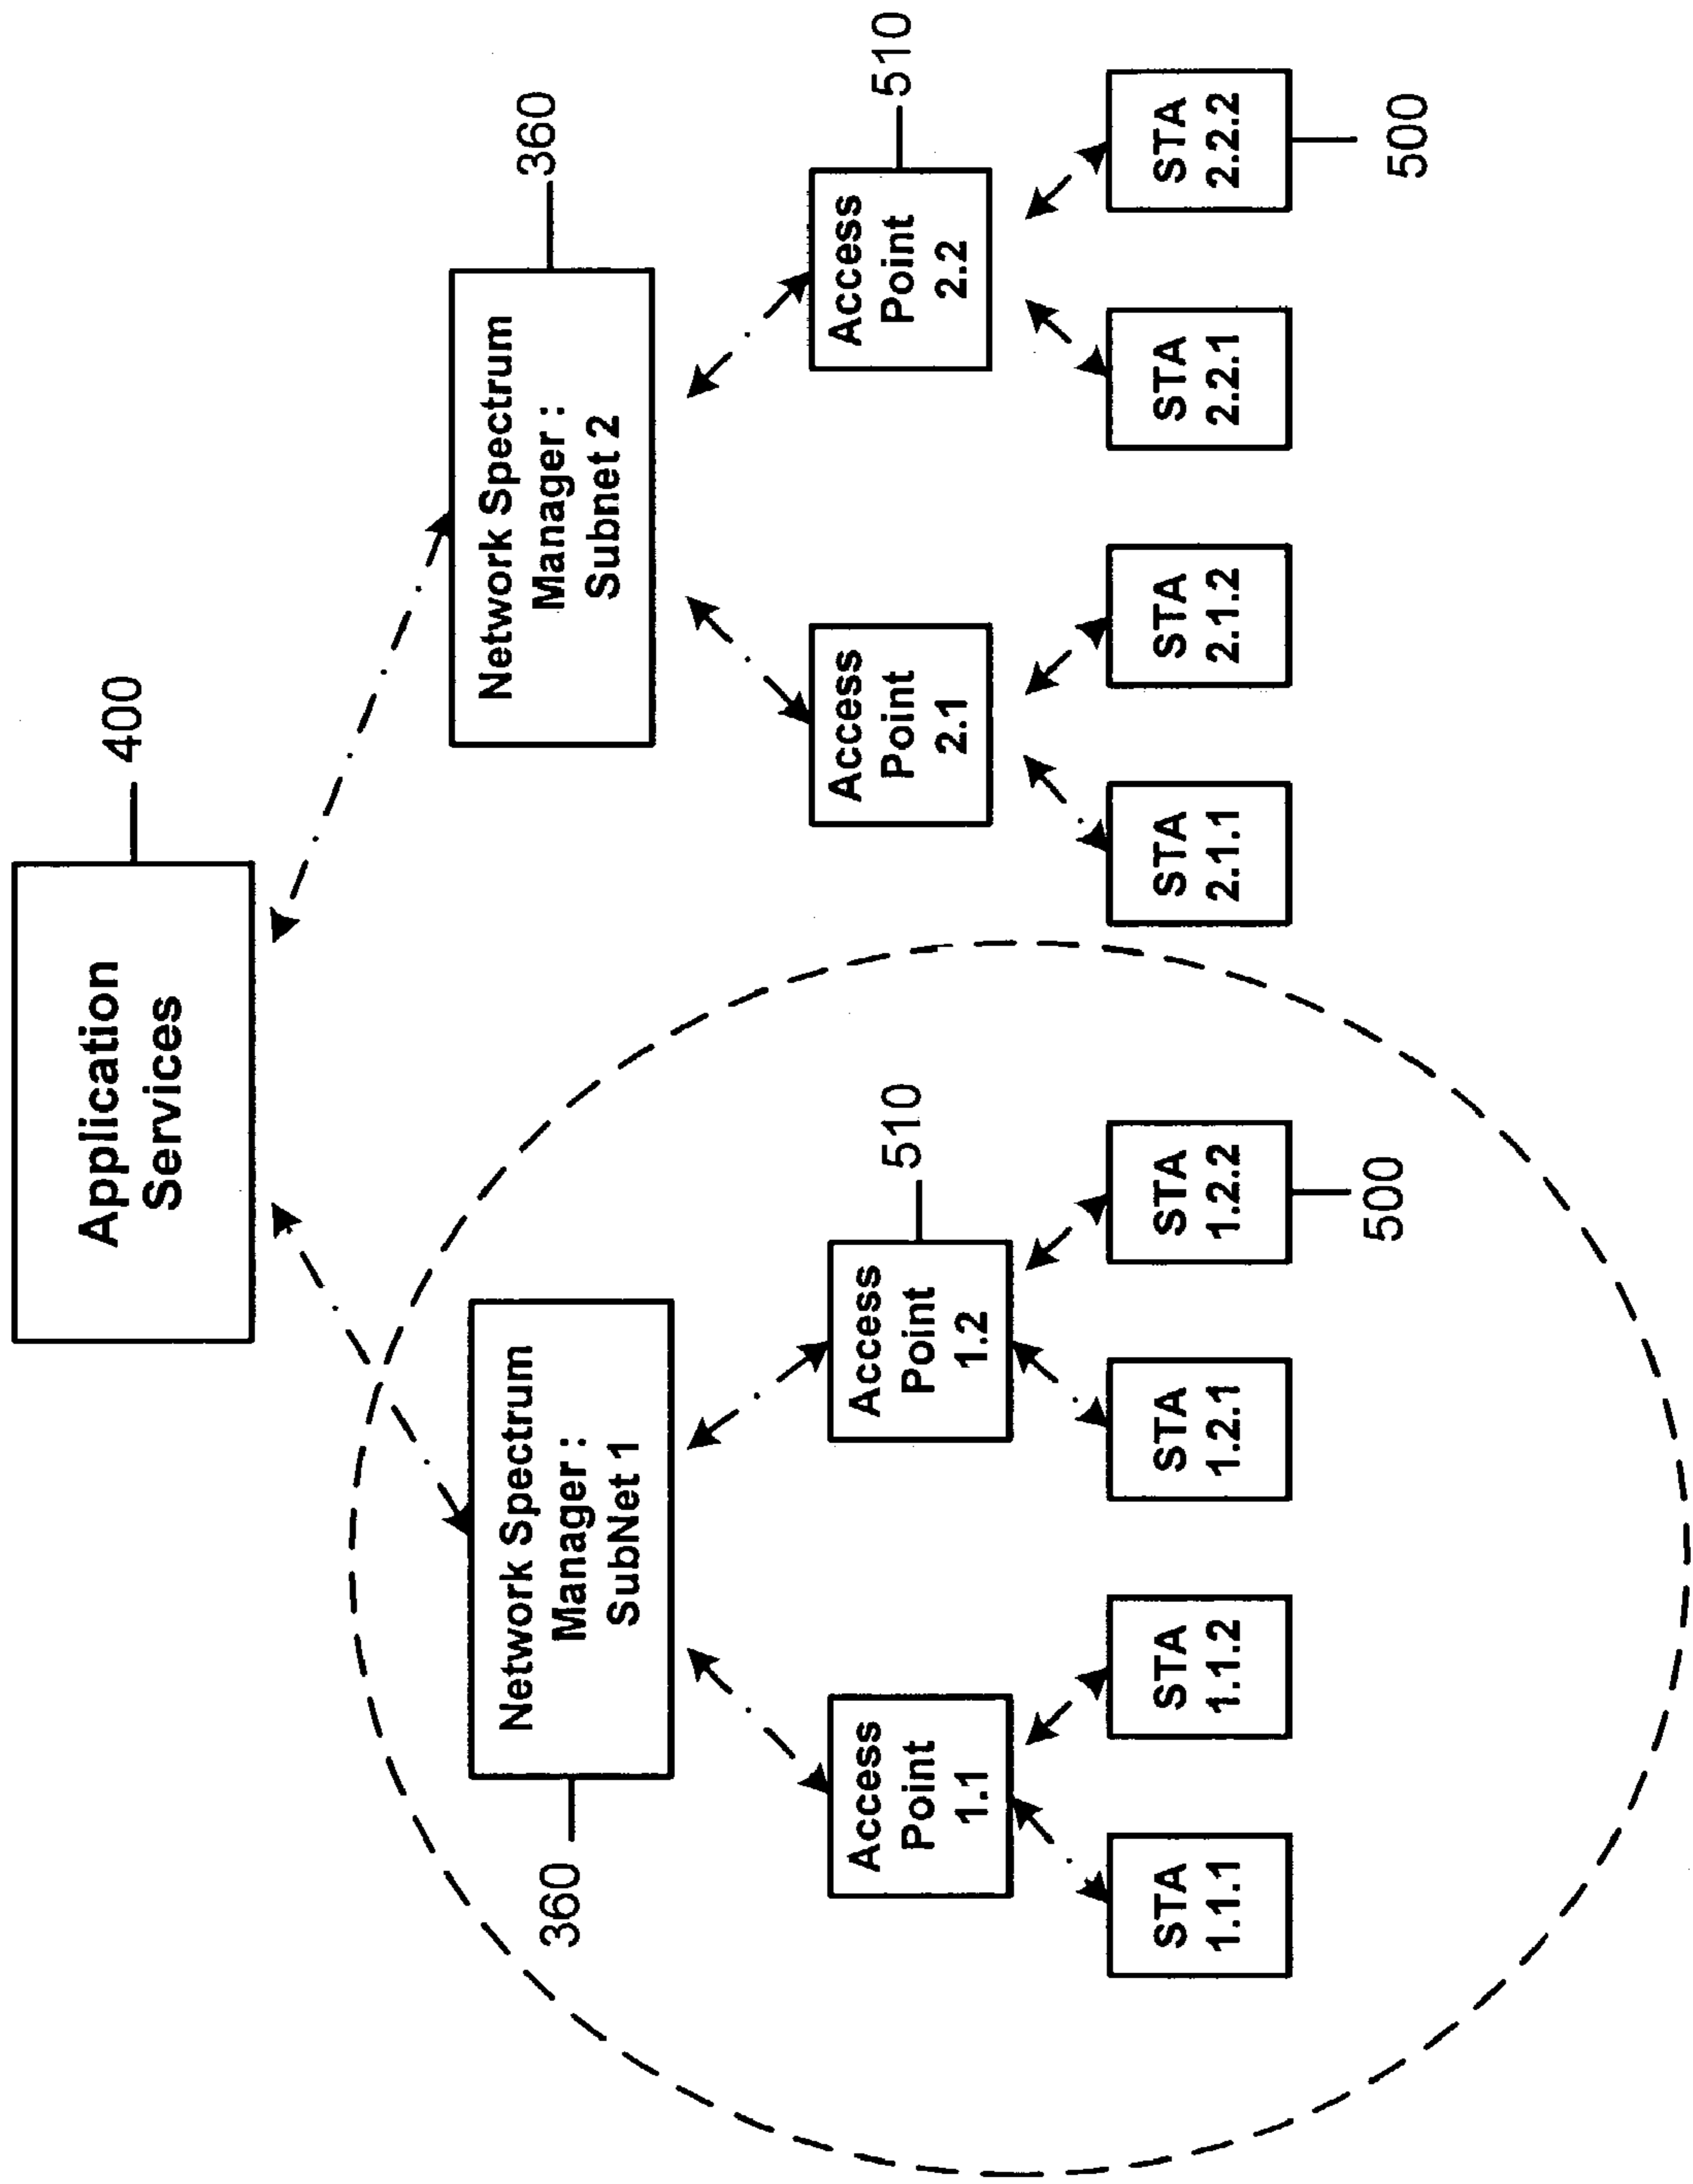 Application
Services
400
Network Spectrum
Manager :
SubNet 1
360
Network Spectrum
Manager :
Subnet 2
360
Access
Point
1.1
Access
Point
1.2
510
Access
Point
2.1
Access
Point
2.2
510
STA
1.1.1
STA
1.1.2
STA
1.2.1
STA
1.2.2
500
STA
2.1.1
STA
2.1.2
STA
2.2.1
STA
2.2.2
500